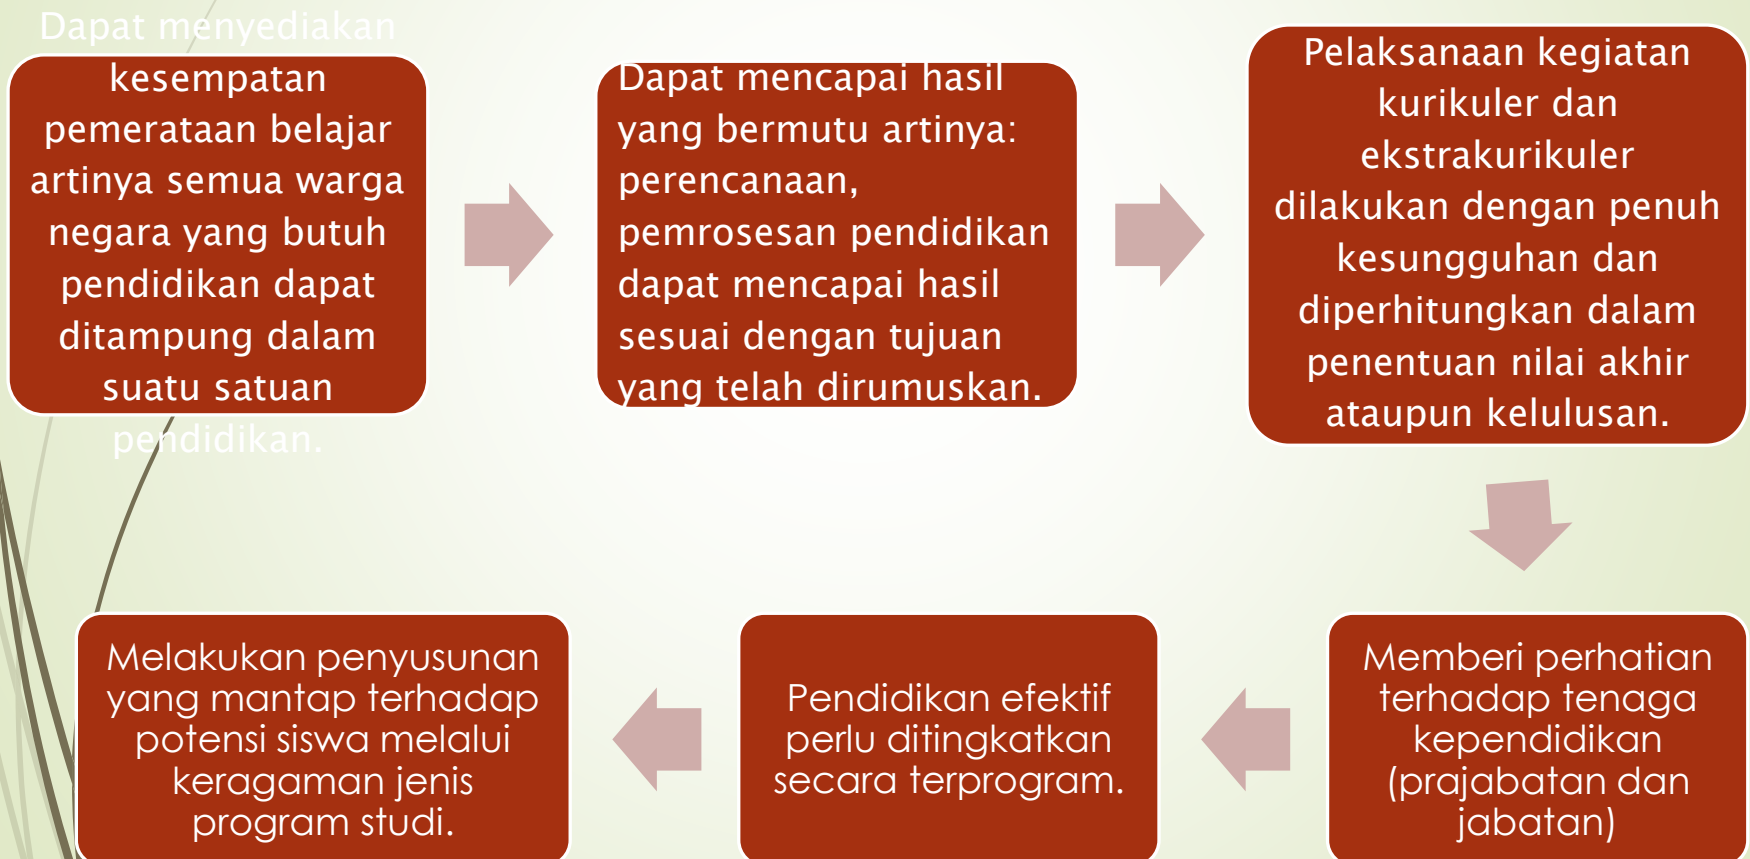 Dapat menyediakan
kesempatan
pemerataan belajar
artinya semua warga
negara yang butuh
pendidikan dapat
ditampung dalam
suatu satuan
pendidikan.
Dapat mencapai hasil
yang bermutu artinya:
perencanaan,
pemrosesan pendidikan
dapat mencapai hasil
sesuai dengan tujuan
yang telah dirumuskan.
Pelaksanaan kegiatan
kurikuler dan
ekstrakurikuler
dilakukan dengan penuh
kesungguhan dan
diperhitungkan dalam
penentuan nilai akhir
ataupun kelulusan.
Memberi perhatian
terhadap tenaga
kependidikan
(prajabatan dan
jabatan)
Pendidikan efektif
perlu ditingkatkan
secara terprogram.
Melakukan penyusunan
yang mantap terhadap
potensi siswa melalui
keragaman jenis
program studi.